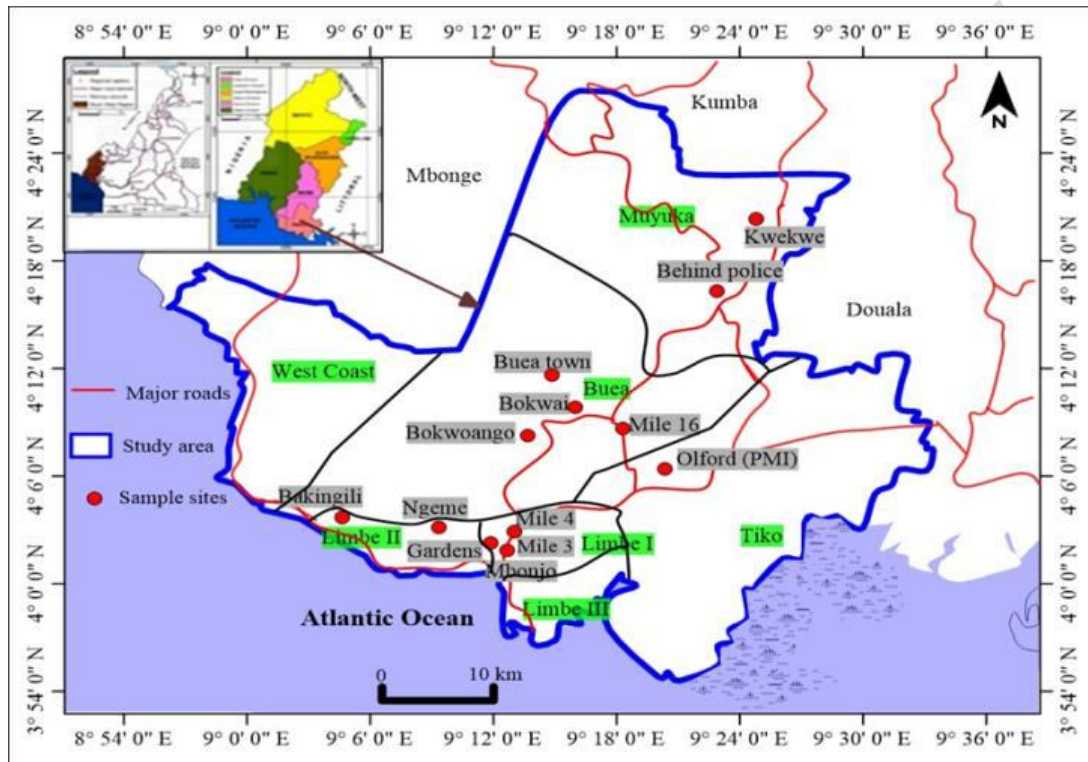 8° 54' 0" E 9° 0' 0" E 9° 6' 0" E 9° 12' 0" E 9° 18' 0" E 9° 24' 0" E 9° 30' 0" E 9° 36' 0" E
Legend
Legend
NIGERIA
LITTORAL
Kumba
N
4° 24' 0" N
4° 24' 0" N
Mbonge
Muyuka
Kwekwe
4° 18' 0" N
Behind police
4° 18' 0" N
Douala
4° 12' 0" N
West Coast
Buea town
Buea
4° 12' 0" N
Major roads
Bokwai
Bokwoango
Mile 16
Study area
Olford (PMI)
4° 6' 0" N
4° 6' 0" N
Sample sites
Bakingili
Ngeme
Mile 4
Limbe II
Gardens
Mile 3
Limbe I
Tiko
Mbonjo
4° 0' 0" N
4° 0' 0" N
Limbe III
Atlantic Ocean
0 10 km
3° 54' 0" N
3° 54' 0" N
8° 54' 0" E 9° 0' 0" E 9° 6' 0" E 9° 12' 0" E 9° 18' 0" E 9° 24' 0" E 9° 30' 0" E 9° 36' 0" E